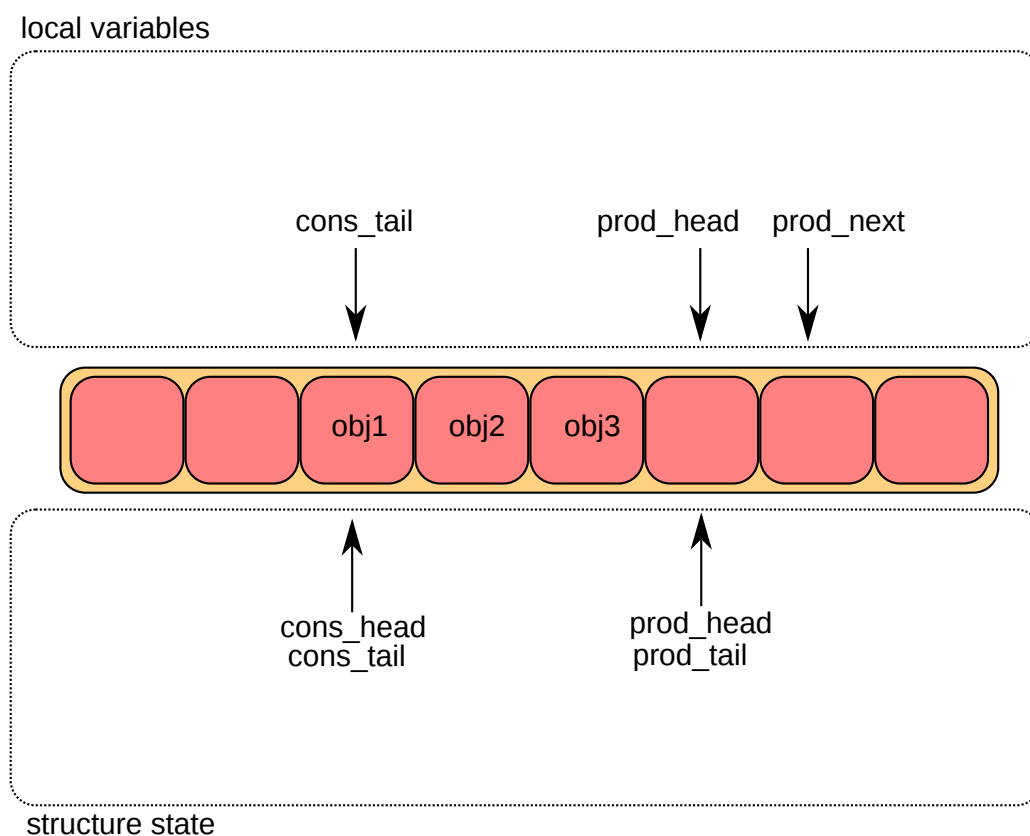 local variables
cons_tail prod_head prod_next
obj1 obj2 obj3
cons_head prod_head
cons_tail prod_tail
structure state